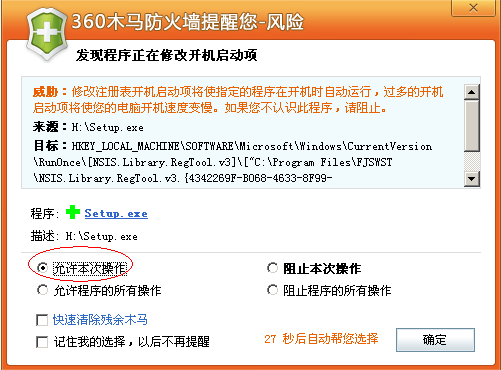 360木马防火墙提醒您-风险
发现程序正在修改开机启动项
威胁：修改注册表开机启动项将使指定的程序在开机时自动运行，过多的开机
启动项将使您的电脑开机速度变慢。如果您不认识此程序，请阻止。
来源：H:\Setup.exe
目标：HKEY_LOCAL_MACHINE\SOFTWARE\Microsoft\Windows\CurrentVersion
\RunOnce\[NSIS.Library.RegTool.v3]\["C:\Program Files\FJSWST
\NSIS.Library.RegTool.v3.{4342269F-B068-4633-8F99-
程序： Setup.exe
描述：H:\Setup.exe
允许本次操作 阻止本次操作
允许程序的所有操作 阻止程序的所有操作
快速清除残余木马
记住我的选择，以后不再提醒 27 秒后自动帮您选择 确定